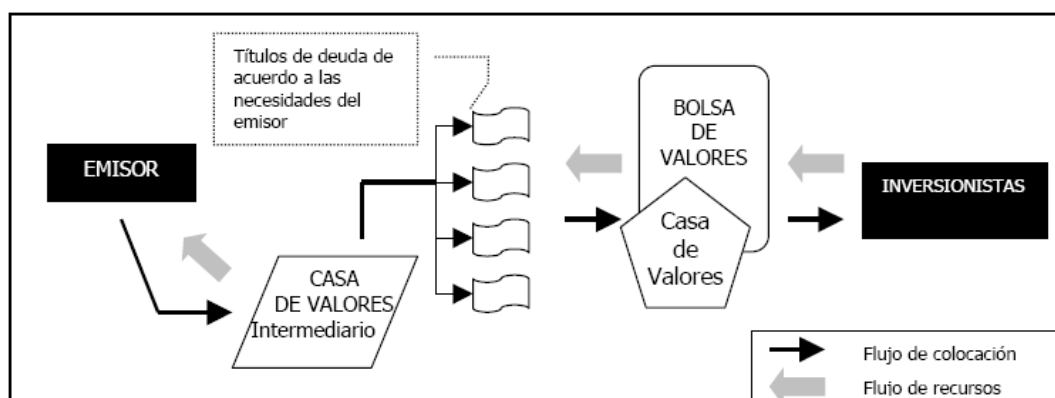 Títulos de deuda de
acuerdo a las
necesidades del
emisor
EMISOR
CASA
DE VALORES
Intermediario
BOLSA
DE
VALORES
Casa
de
Valores
INVERSIONISTAS
Flujo de colocación
Flujo de recursos